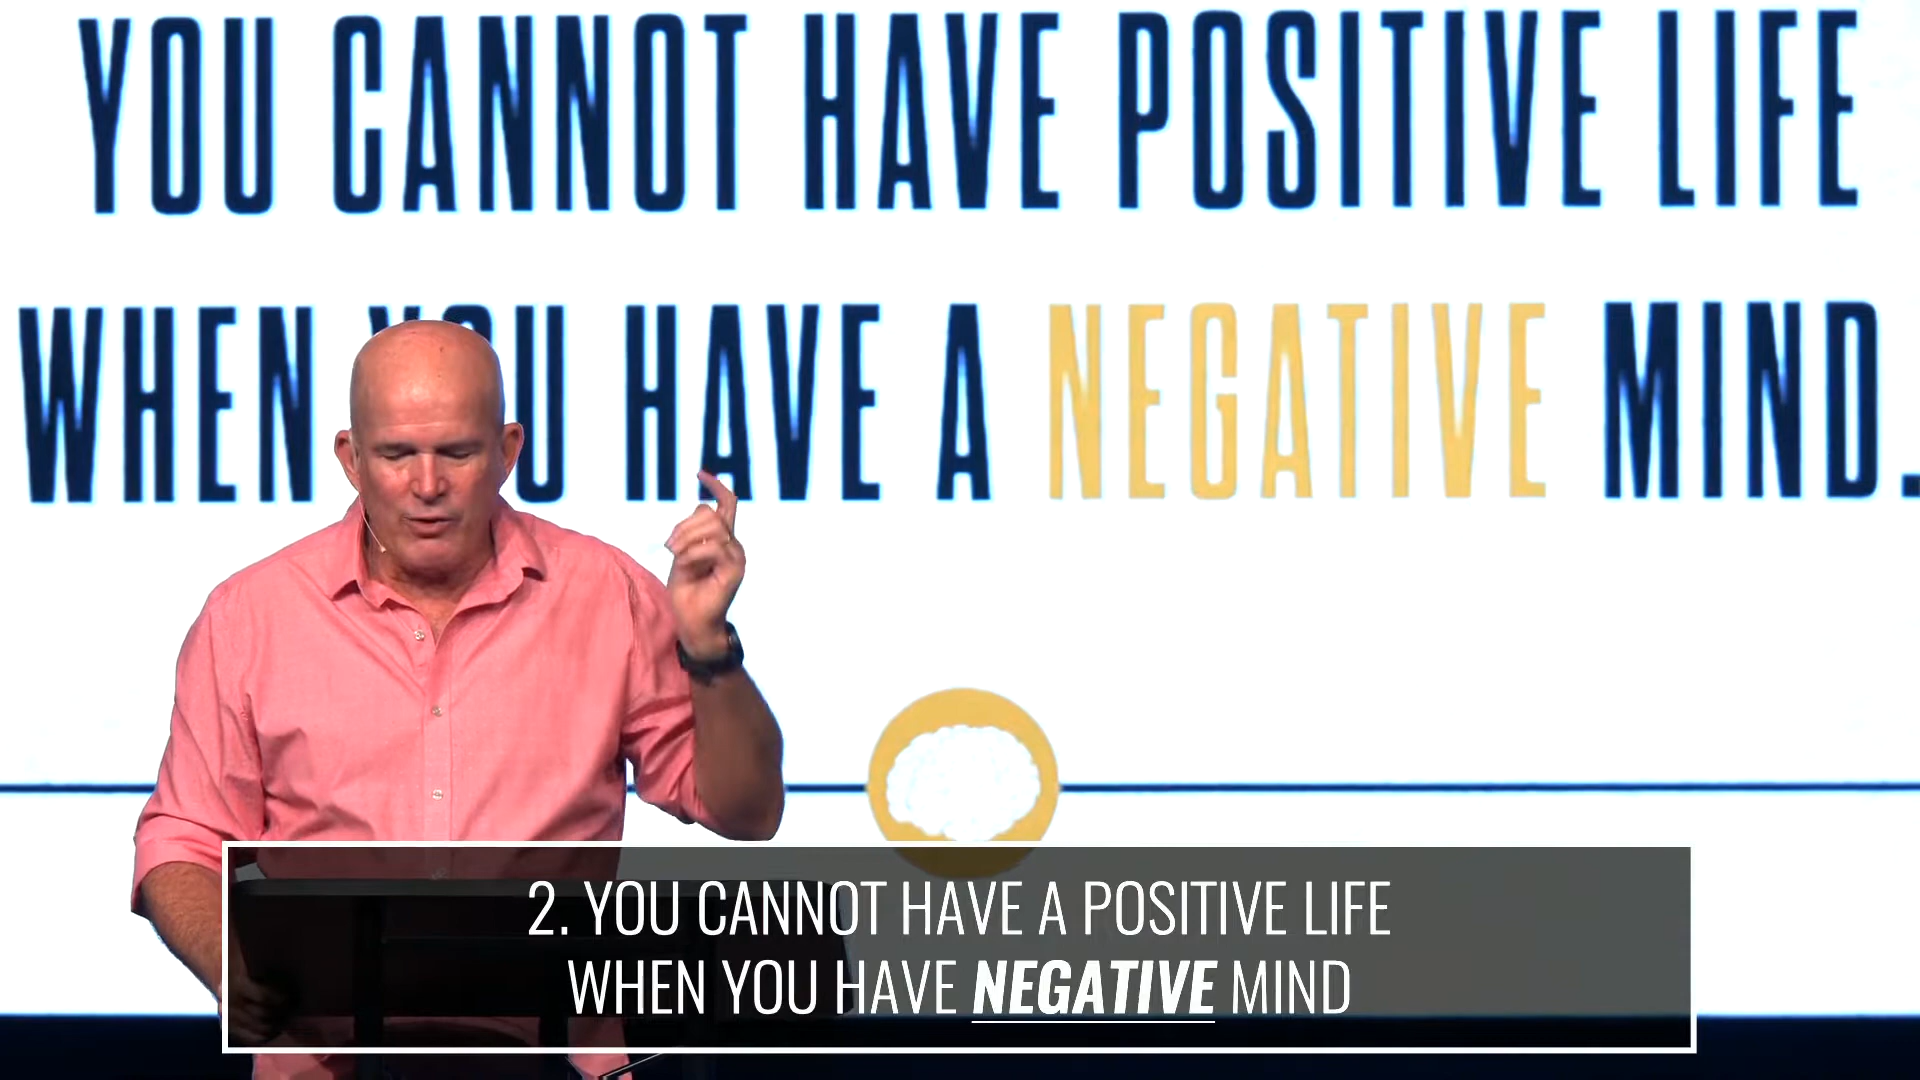 YOU CANNOT HAVE POSITIVE LIFE
WHEN YOU HAVE A NEGATIVE MIND.
2. YOU CANNOT HAVE A POSITIVE LIFE
WHEN YOU HAVE NEGATIVE MIND